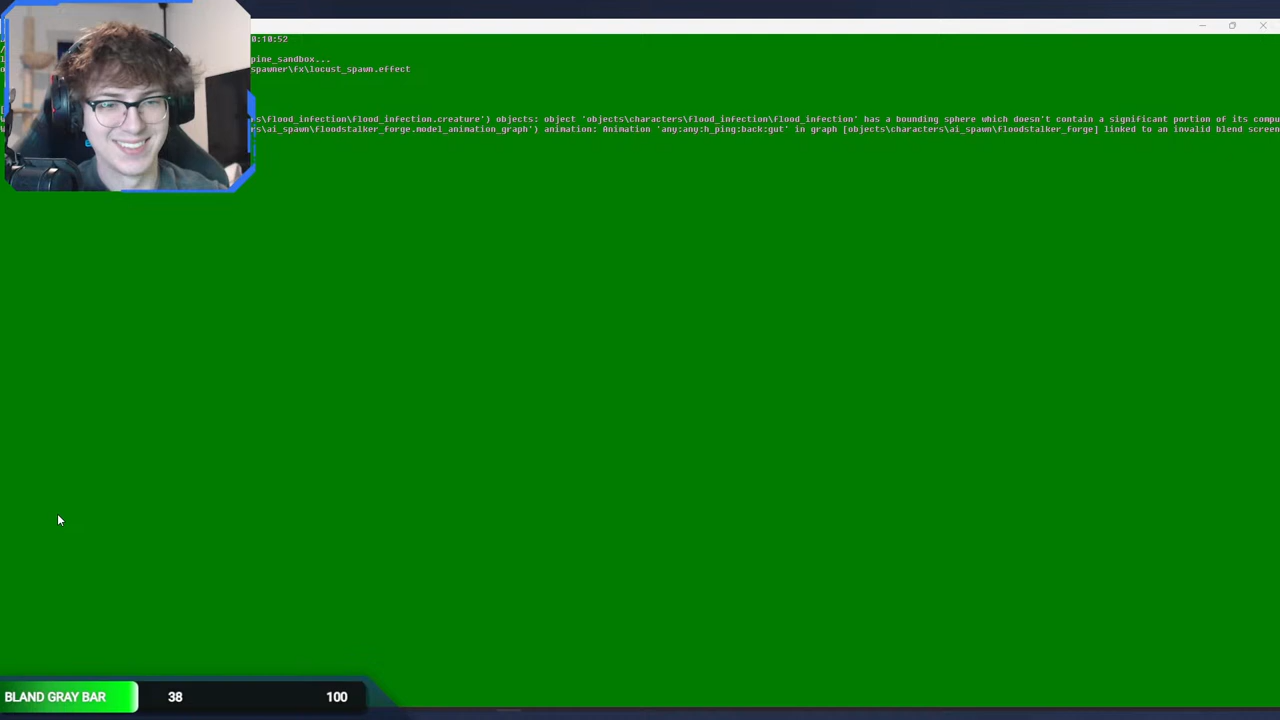 0:10:52
pine_sandbox...
spawner\fx\locust_spawn.effect
s\flood_infection\flood_infection.creature') objects: object 'objects\characters\flood_infection\flood_infection' has a bounding sphere which doesn't contain a significant portion of its compu
rs\ai_spawn\floodstalker_forge.model_animation_graph') animation: Animation 'any:any:h_ping:back:gut' in graph [objects\characters\ai_spawn\floodstalker_forge] linked to an invalid blend screen
BLAND GRAY BAR 38 100